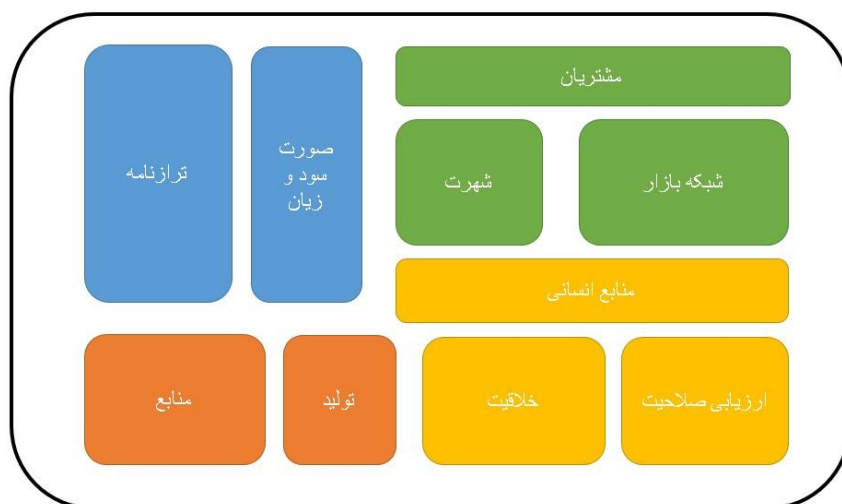 مشتریان
شبکه بازار
شهرت
صورت
سود و
زیان
ترازنامه
منابع انسانی
ارزیابی صلاحیت
خلاقیت
تولید
منابع